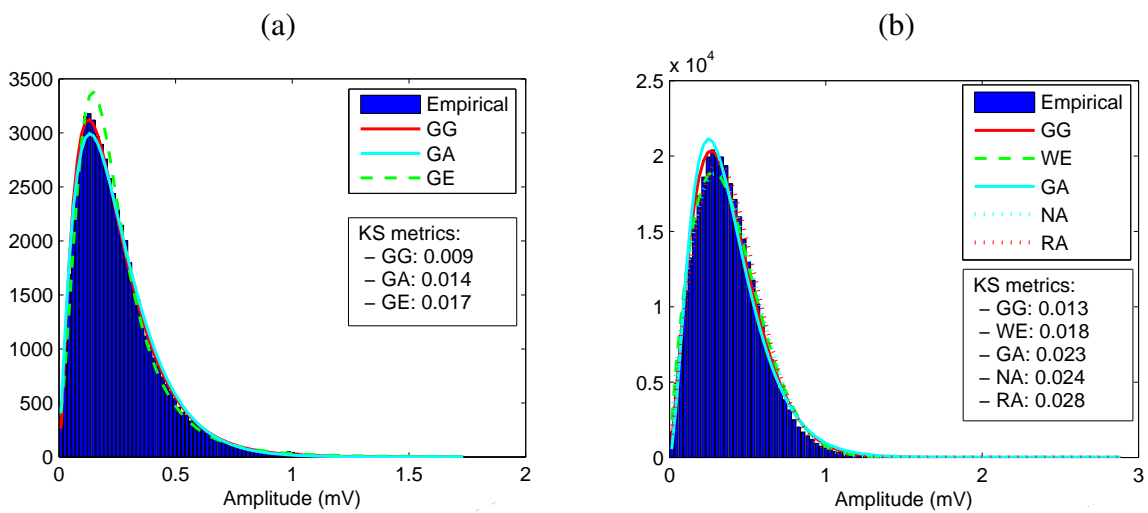 (a)
3500
3000
2500
2000
1500
1000
500
0
0
0.5
1
1.5
2
Amplitude (mV)
Empirical
GG
GA
GE
KS metrics:
– GG: 0.009
– GA: 0.014
– GE: 0.017
(b)
x 10^4
2.5
2
1.5
1
0.5
0
0
1
2
3
Amplitude (mV)
Empirical
GG
WE
GA
NA
RA
KS metrics:
– GG: 0.013
– WE: 0.018
– GA: 0.023
– NA: 0.024
– RA: 0.028